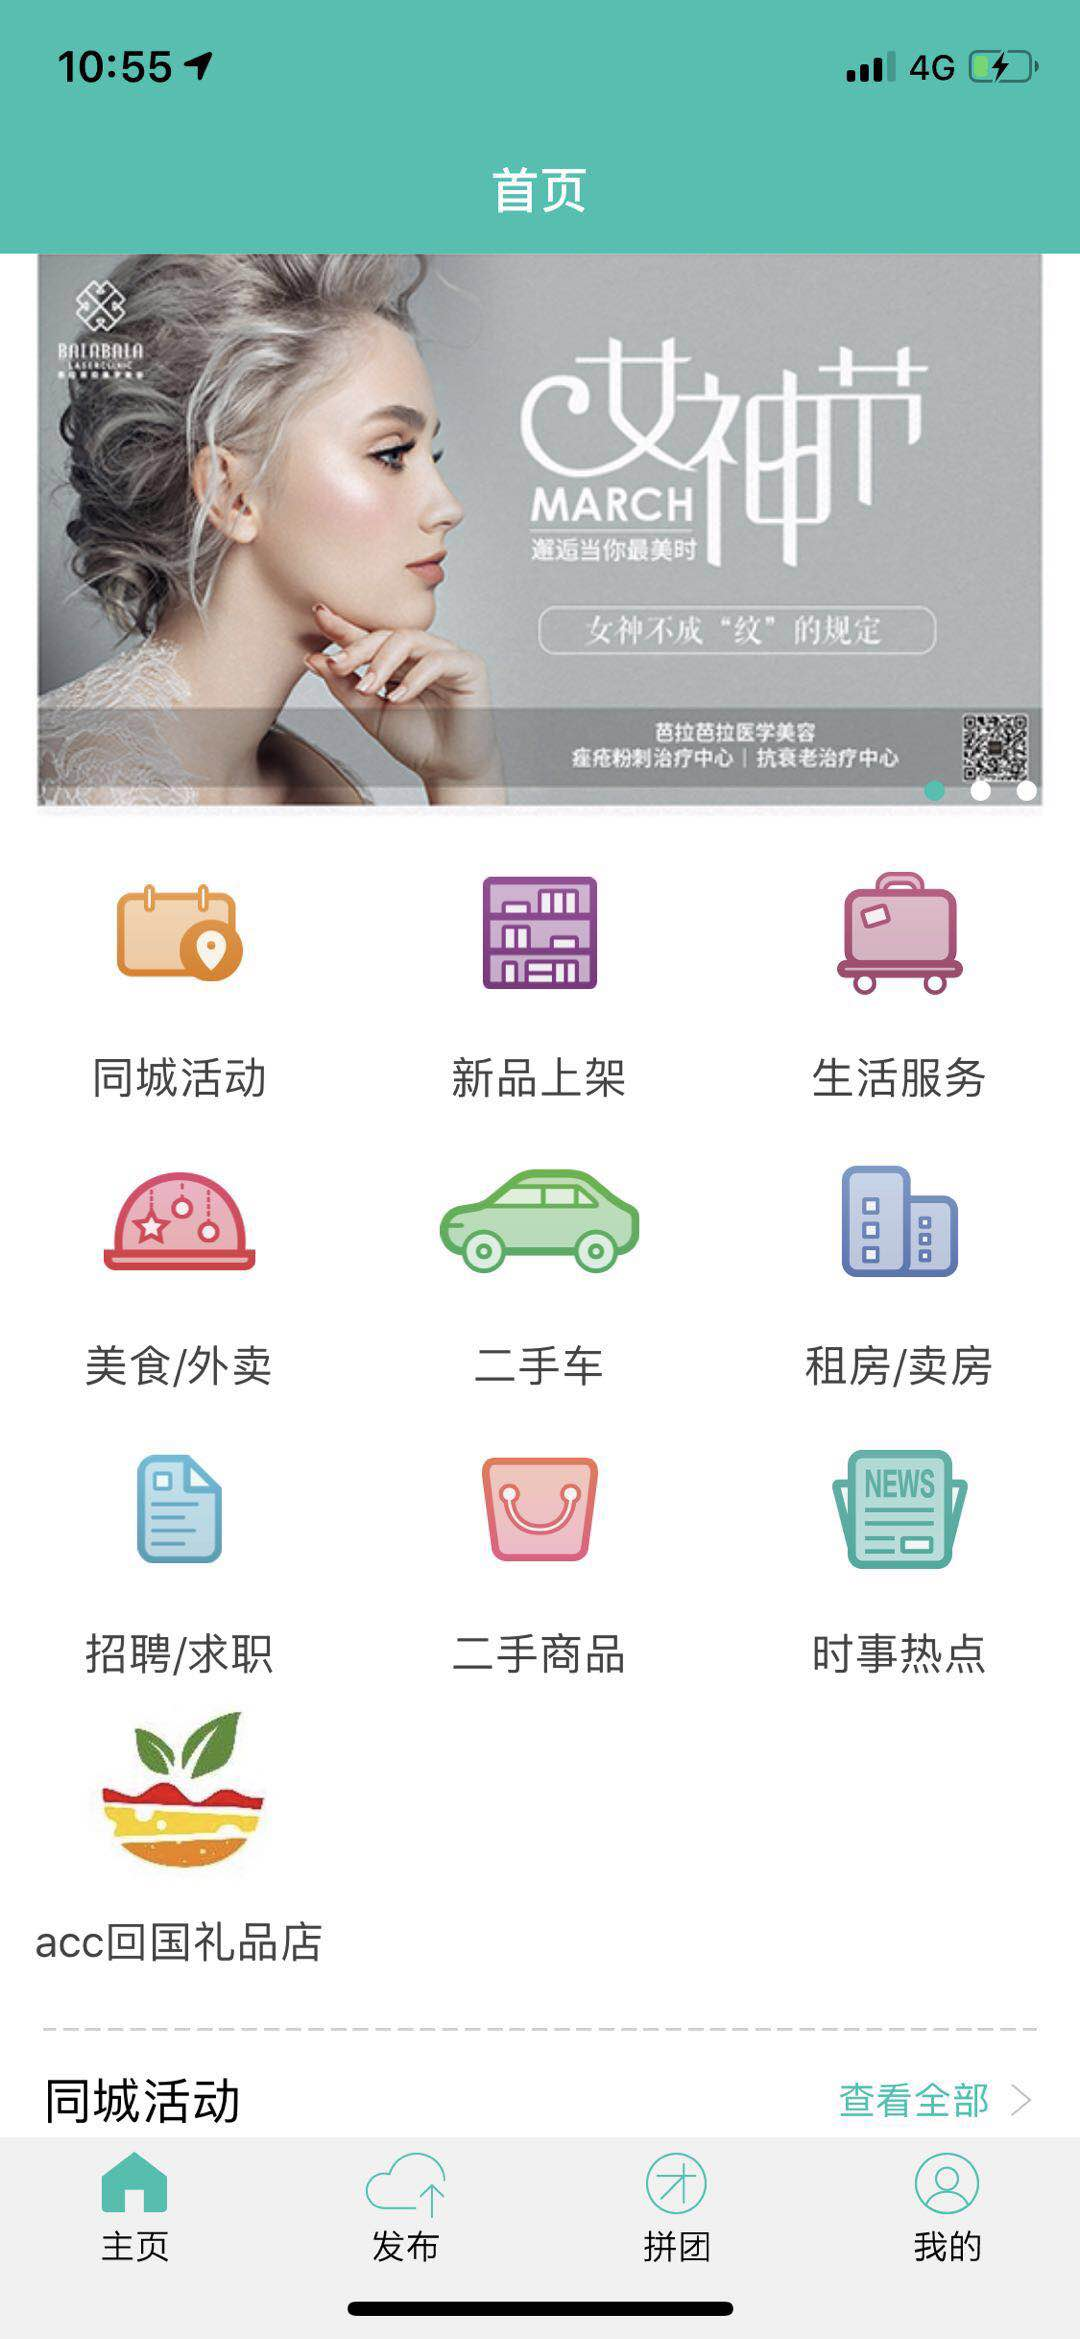 10:55
4G
首页
BALABALA
LASERCLINIC
女神节
MARCH
邂逅当你最美时
女神不成“纹”的规定
芭拉芭拉医学美容
痤疮粉刺治疗中心|抗衰老治疗中心
同城活动
新品上架
生活服务
美食/外卖
二手车
租房/卖房
NEWS
招聘/求职
二手商品
时事热点
acc回国礼品店
同城活动
查看全部
主页
发布
拼团
我的